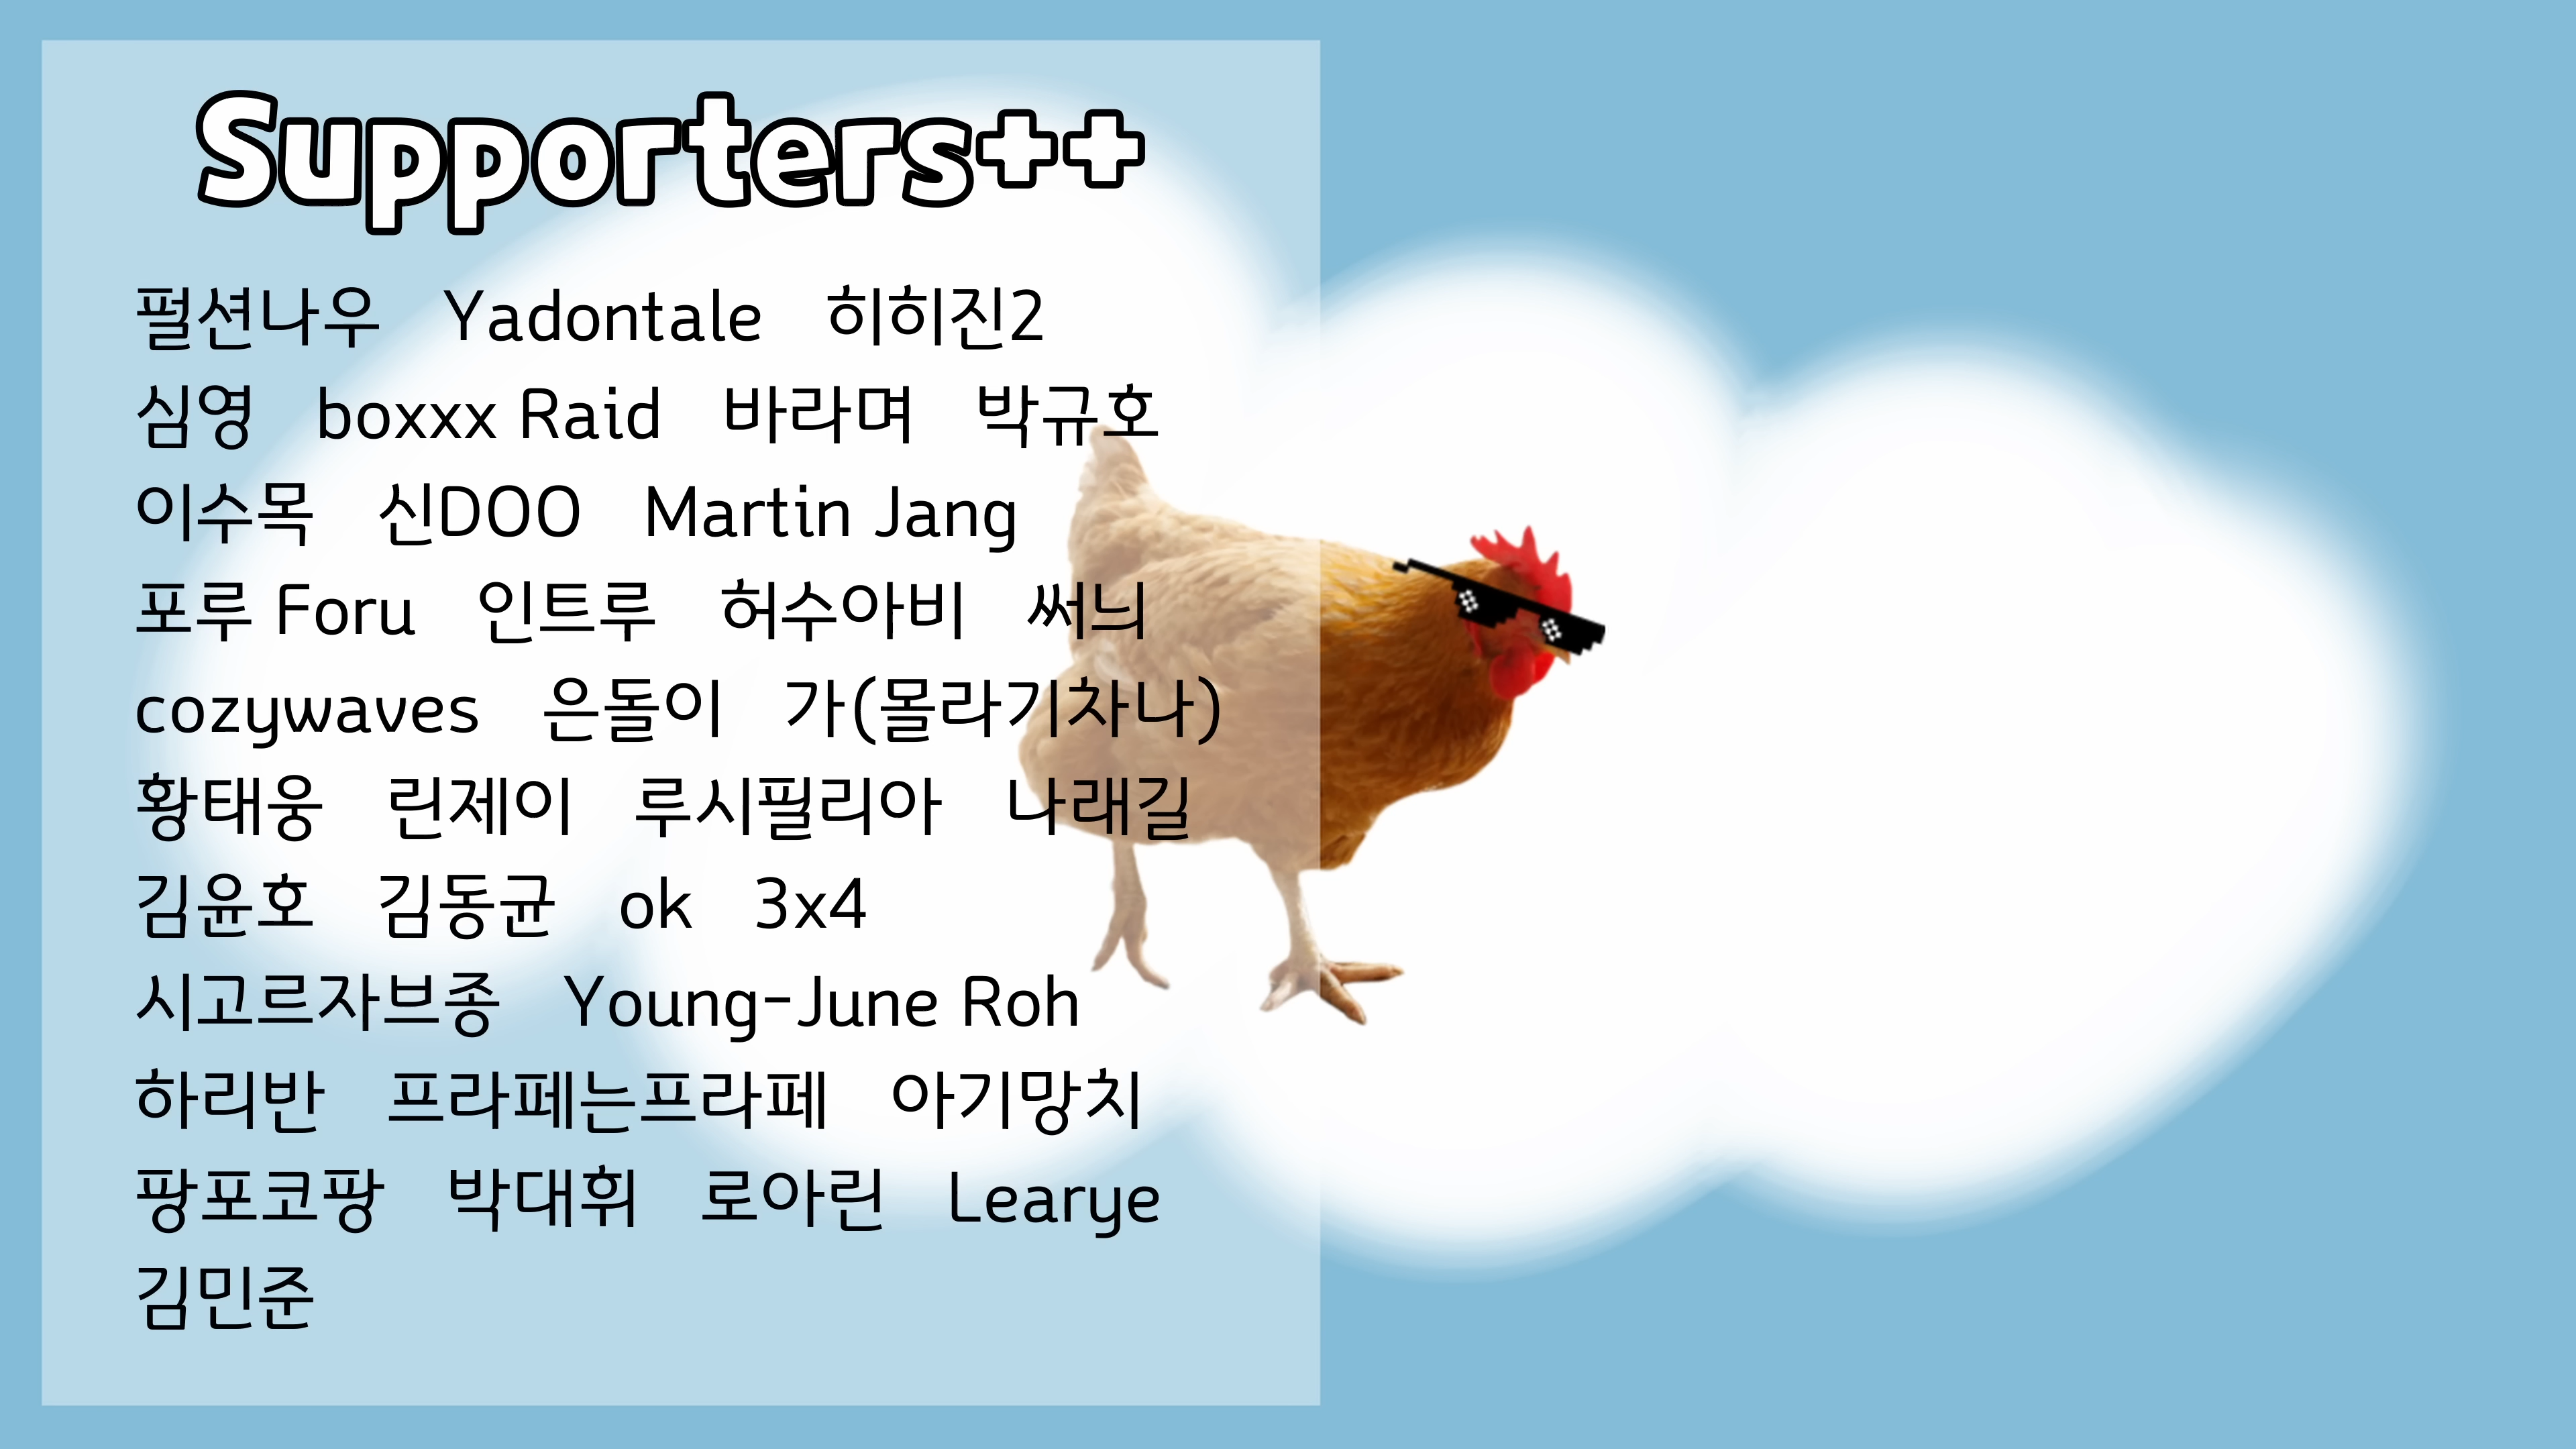 Supporters++
펄션나우 Yadontale 히히진2
심영 boxxx Raid 바라며 박규호
이수목 신DOO Martin Jang
포루 Foru 인트루 허수아비 써늬
cozywaves 은돌이 가(몰라기차나)
황태웅 린제이 루시필리아 나래길
김윤호 김동균 ok 3x4
시고르자브종 Young-June Roh
하리반 프라페는프라페 아기망치
팡포코팡 박대휘 로아린 Learye
김민준